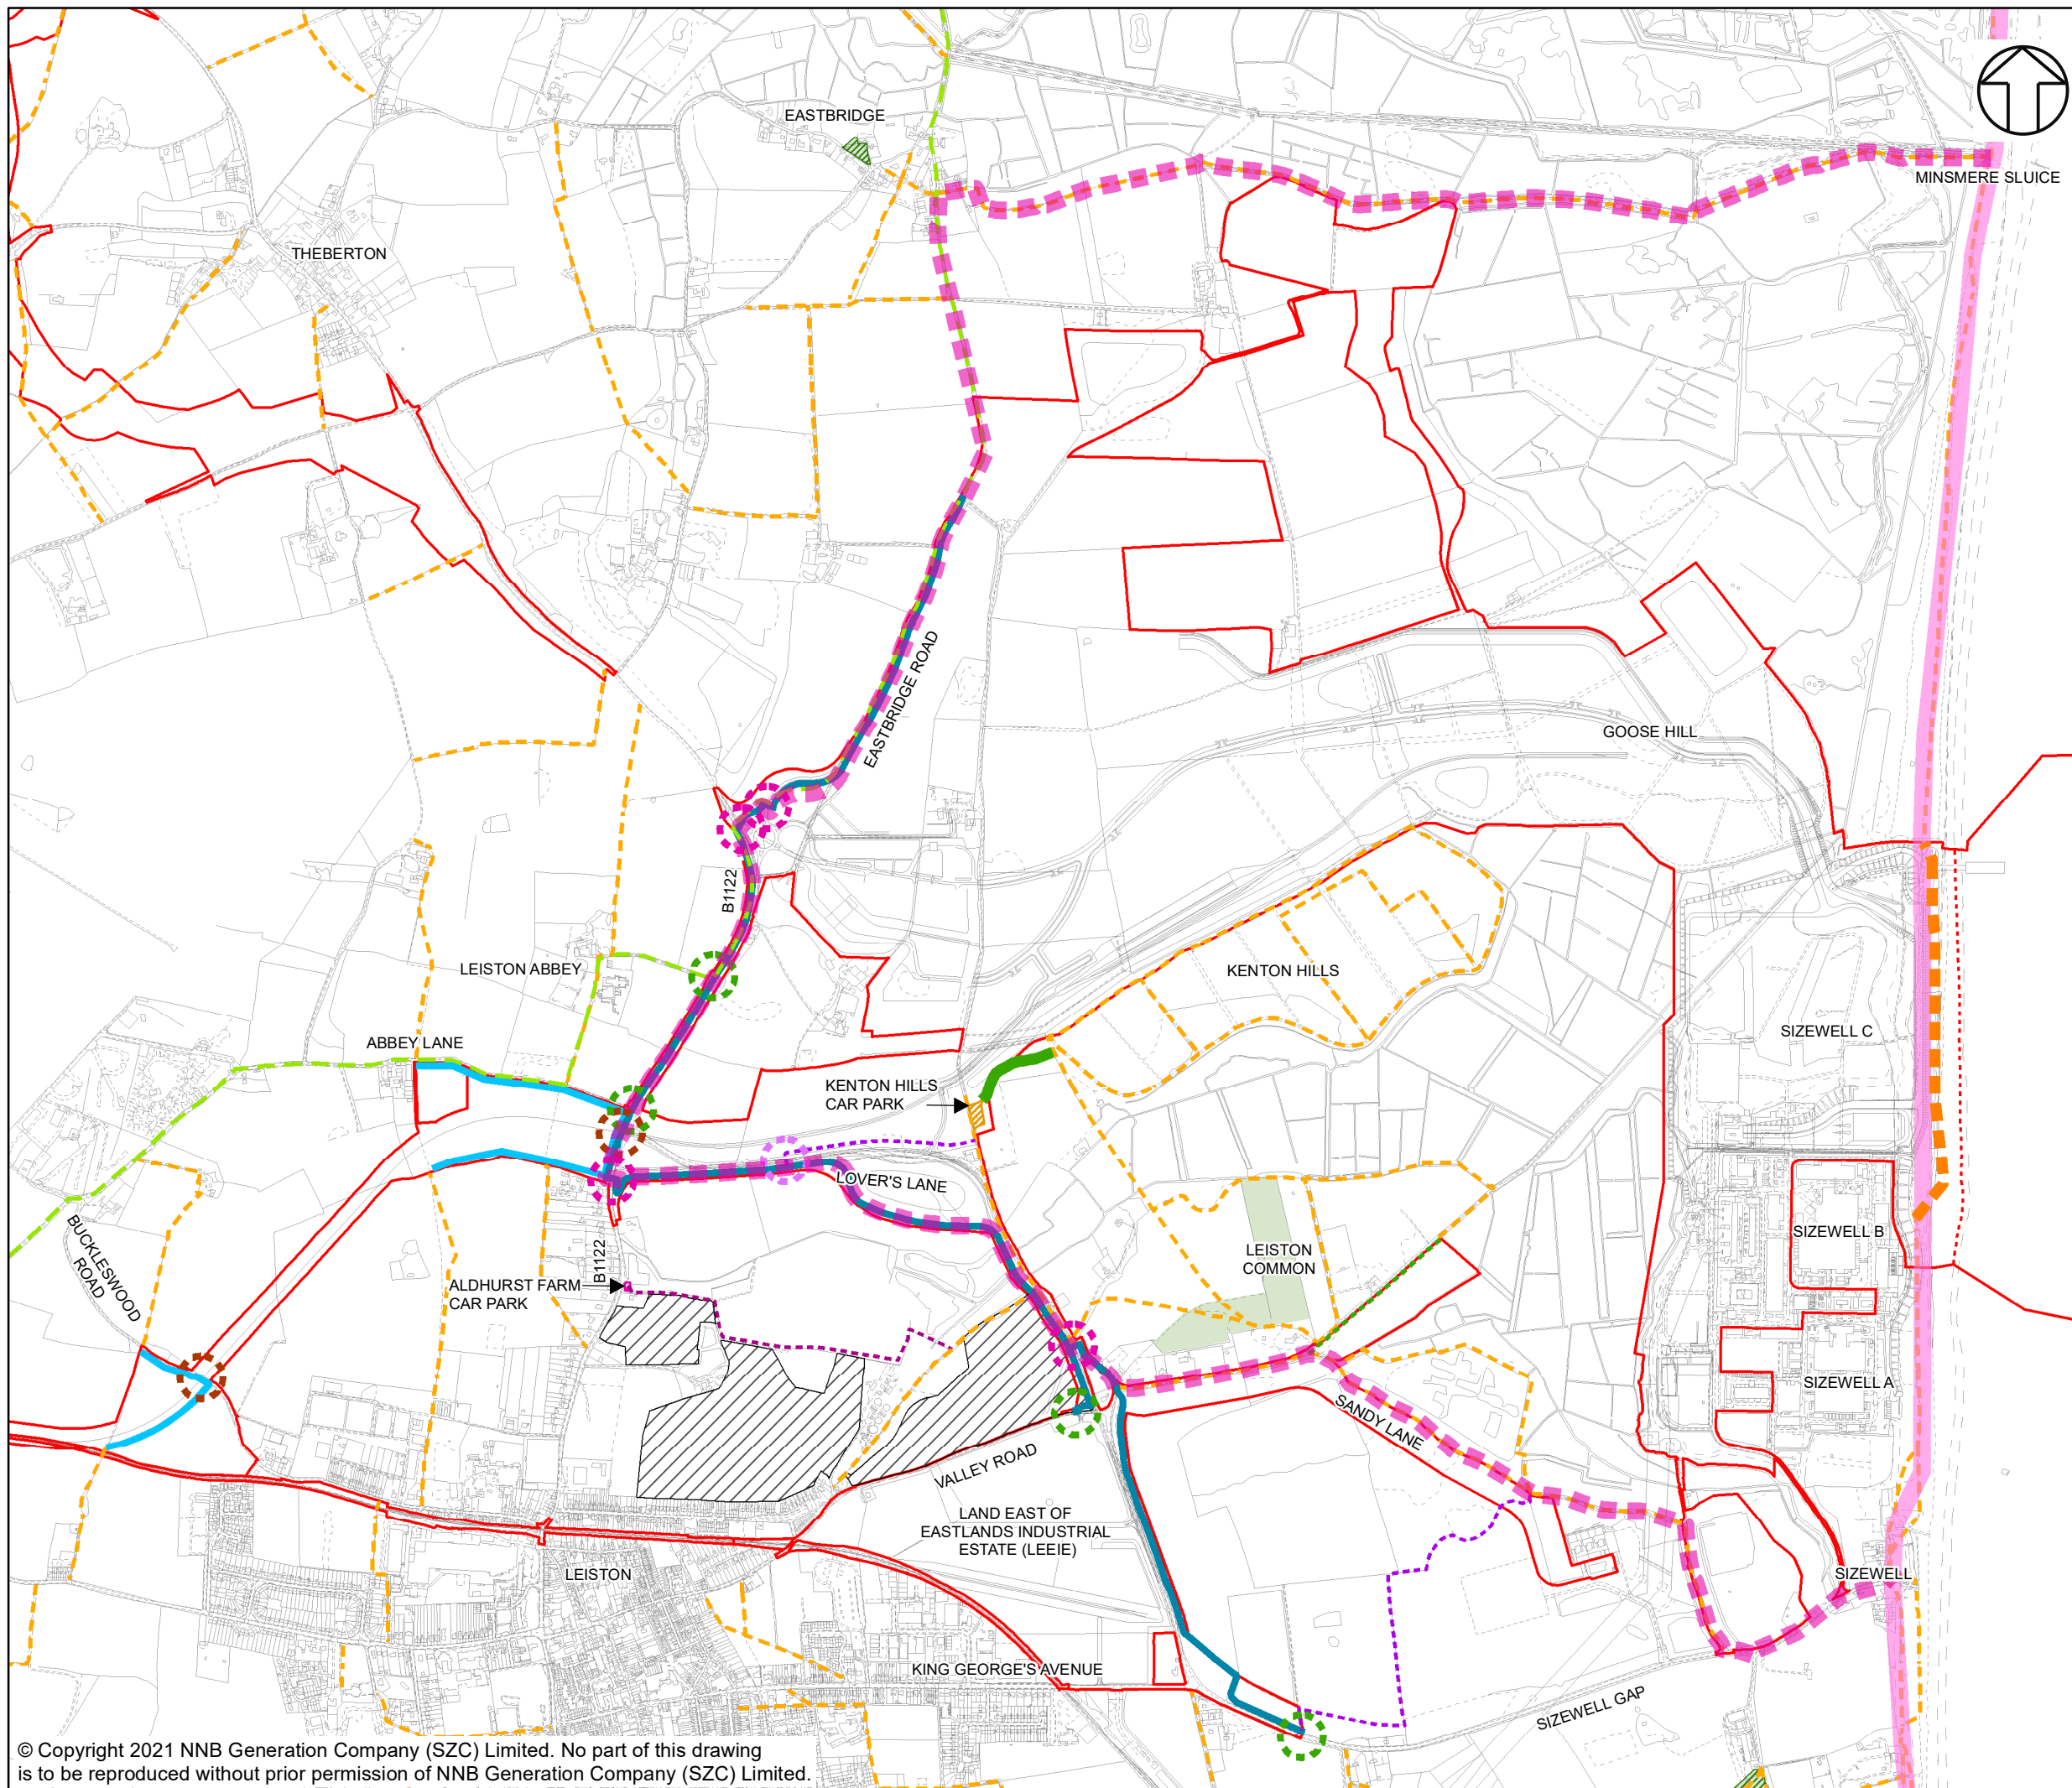 EASTBRIDGE
MINSMERE SLUICE
THEBERTON
EASTBRIDGE ROAD
GOOSE HILL
B1122
LEISTON ABBEY
KENTON HILLS
SIZEWELL C
ABBEY LANE
KENTON HILLS
CAR PARK
LOVER'S LANE
BUCKLESWOOD
ROAD
B1122
SIZEWELL B
LEISTON
COMMON
ALDHURST FARM
CAR PARK
SIZEWELL A
SANDY LANE
VALLEY ROAD
LAND EAST OF
EASTLANDS INDUSTRIAL
ESTATE (LEEIE)
LEISTON
SIZEWELL
KING GEORGE'S AVENUE
SIZEWELL GAP
© Copyright 2021 NNB Generation Company (SZC) Limited. No part of this drawing
is to be reproduced without prior permission of NNB Generation Company (SZC) Limited.